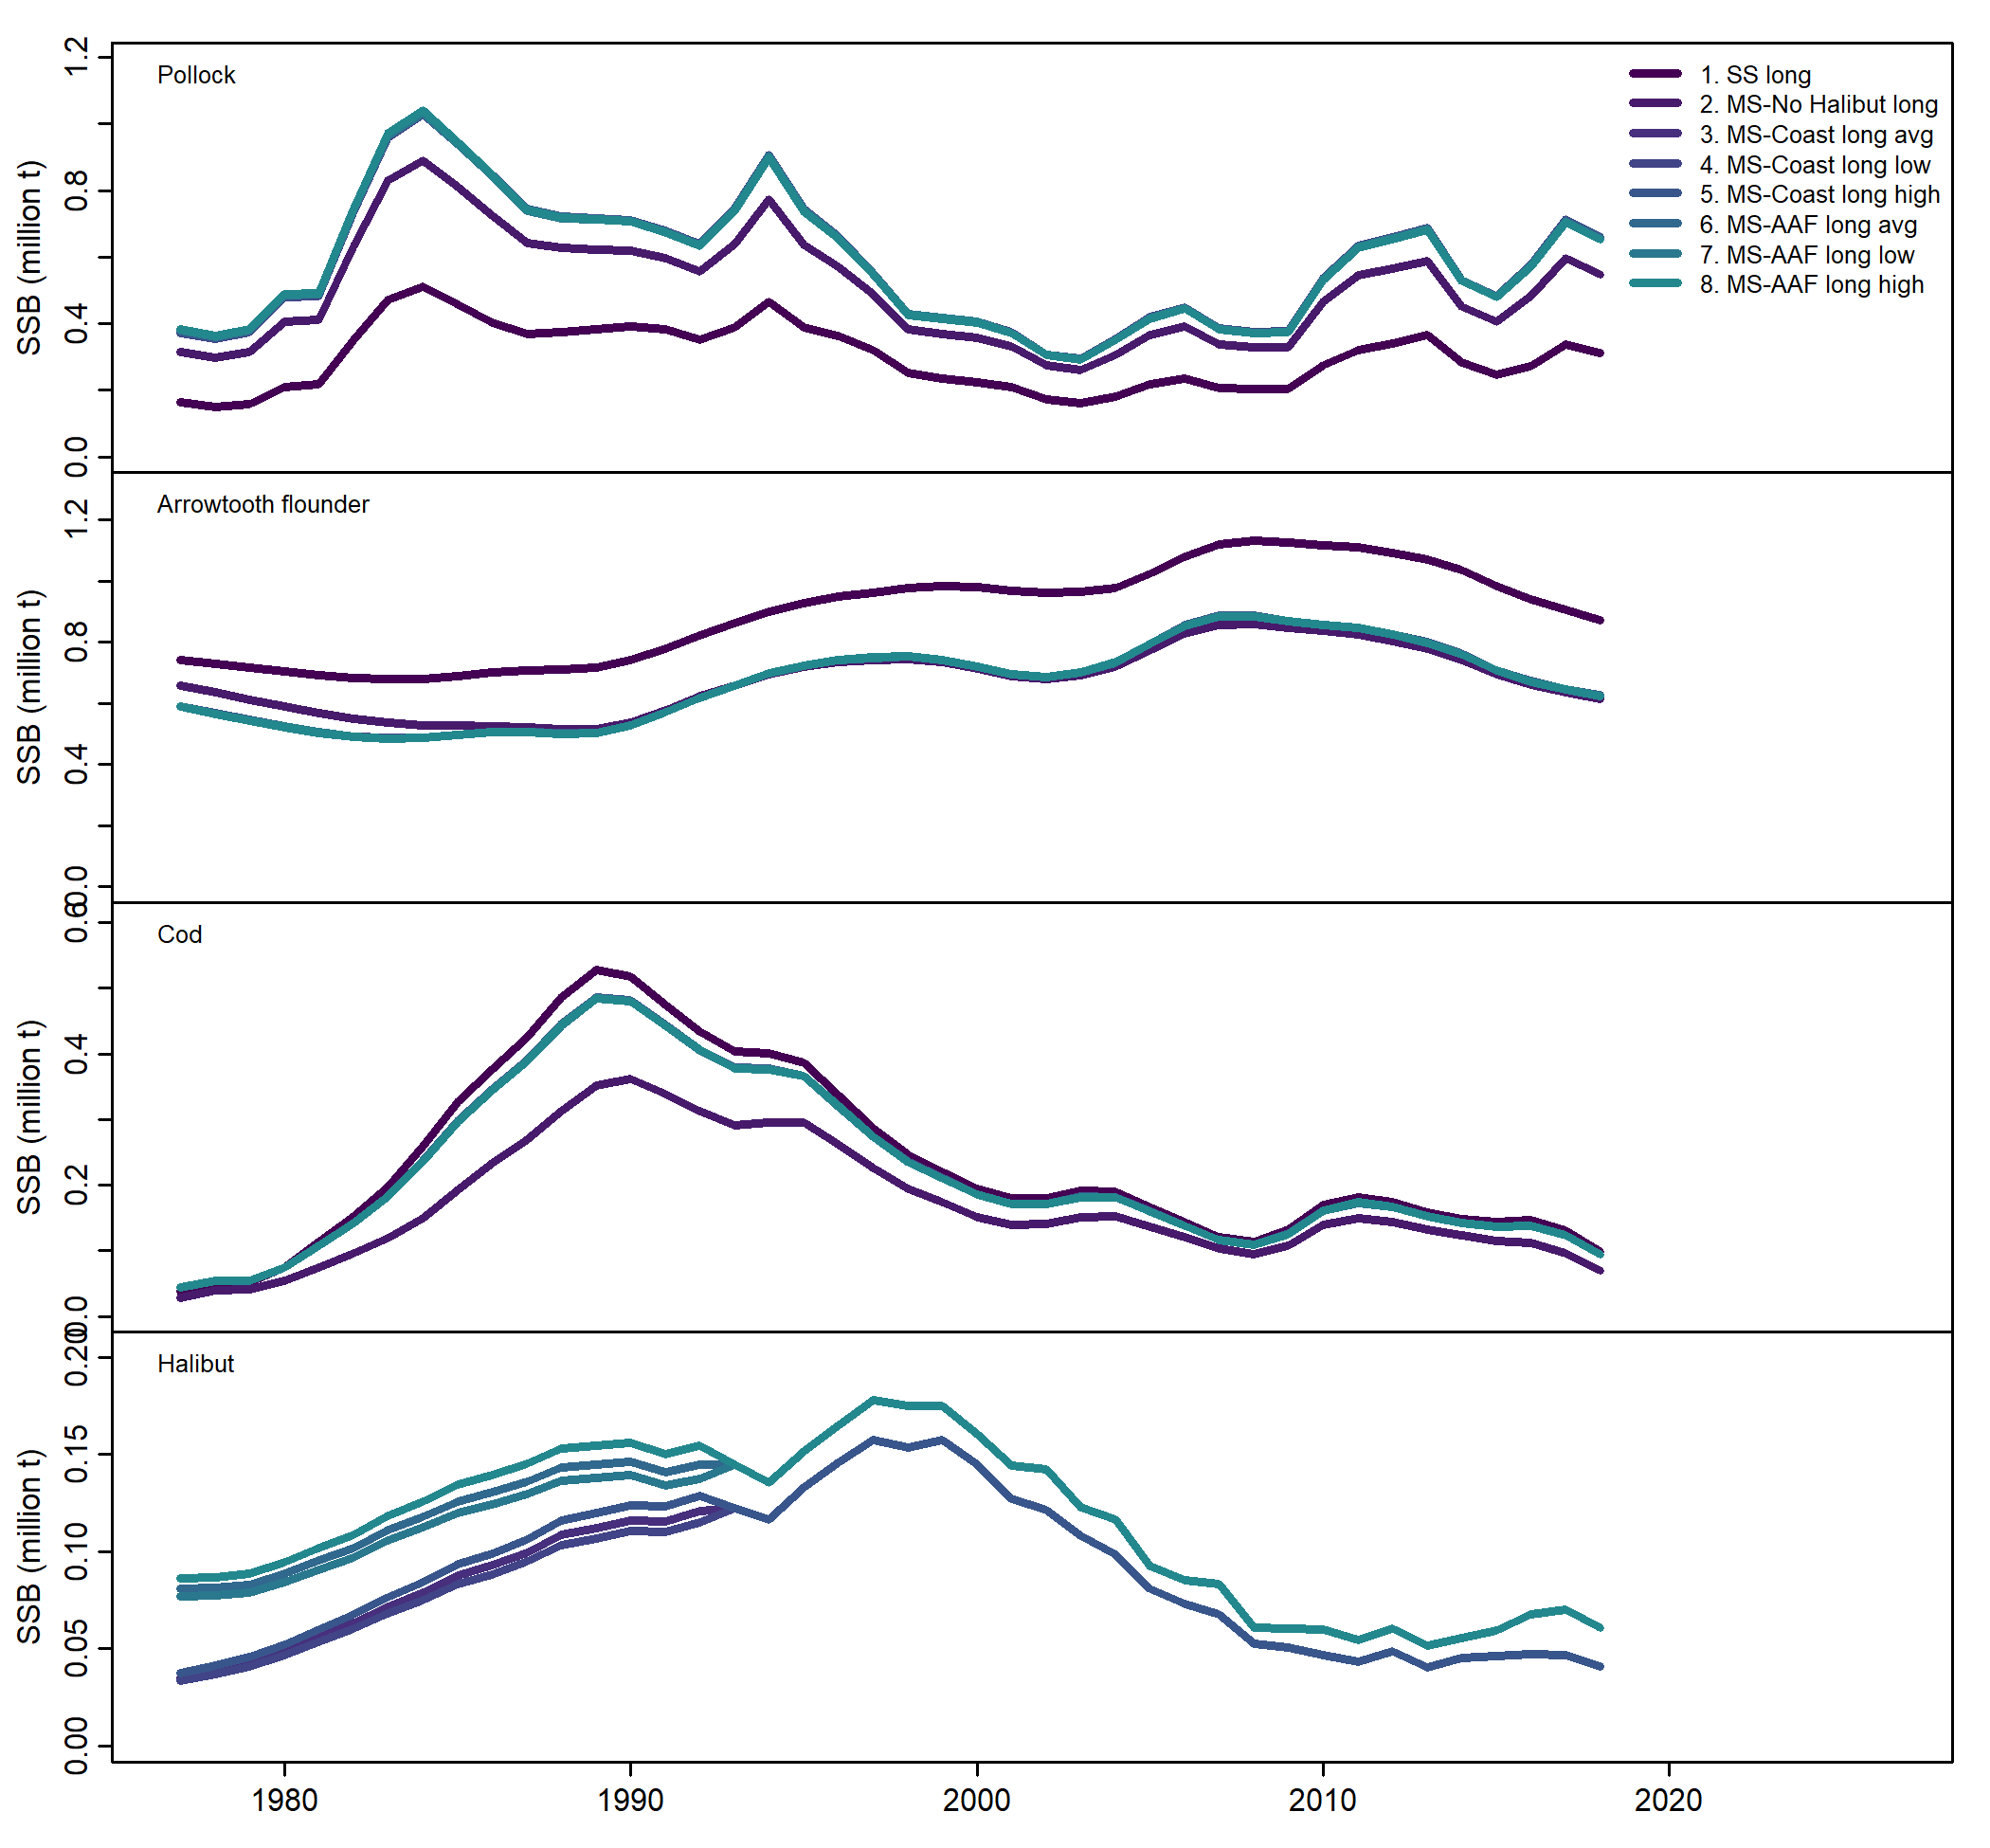 Pollock
1. SS long
2. MS-No Halibut long
3. MS-Coast long avg
4. MS-Coast long low
5. MS-Coast long high
6. MS-AAF long avg
7. MS-AAF long low
8. MS-AAF long high
SSB (million t)
1.2
0.8
0.4
0.0
Arrowtooth flounder
SSB (million t)
1.2
0.8
0.4
0.0
Cod
SSB (million t)
0.6
0.4
0.2
0.0
Halibut
SSB (million t)
0.20
0.15
0.10
0.05
0.00
1980 1990 2000 2010 2020